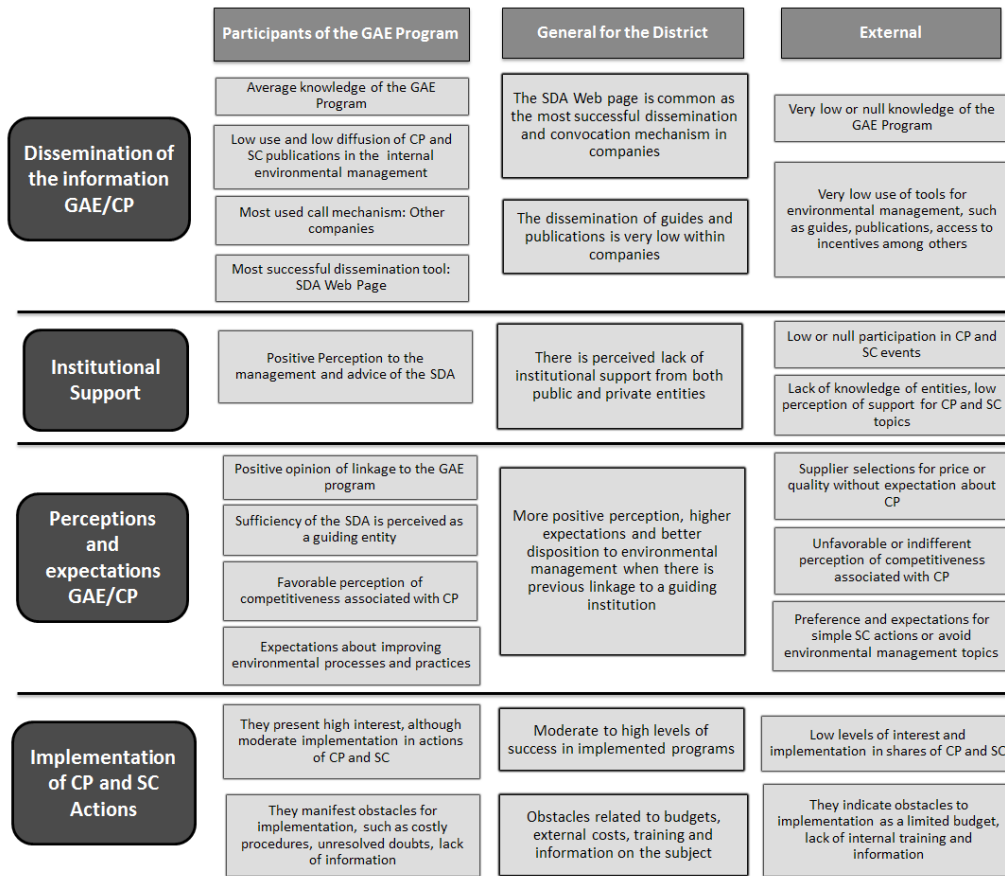 Participants of the GAE Program
General for the District
External
Dissemination of
the information
GAE/CP
Average knowledge of the GAE
Program
Low use and low diffusion of CP and
SC publications in the internal
environmental management
Most used call mechanism: Other
companies
Most successful dissemination tool:
SDA Web Page
The SDA Web page is common as
the most successful dissemination
and convocation mechanism in
companies
The dissemination of guides and
publications is very low within
companies
Very low or null knowledge of the
GAE Program
Very low use of tools for
environmental management, such
as guides, publications, access to
incentives among others
Institutional
Support
Positive Perception to the
management and advice of the SDA
There is perceived lack of
institutional support from both
public and private entities
Low or null participation in CP and
SC events
Lack of knowledge of entities, low
perception of support for CP and SC
topics
Perceptions
and
expectations
GAE/CP
Positive opinion of linkage to the GAE
program
Sufficiency of the SDA is perceived as
a guiding entity
Favorable perception of
competitiveness associated with CP
Expectations about improving
environmental processes and practices
More positive perception, higher
expectations and better
disposition to environmental
management when there is
previous linkage to a guiding
institution
Supplier selections for price or
quality without expectation about
CP
Unfavorable or indifferent
perception of competitiveness
associated with CP
Preference and expectations for
simple SC actions or avoid
environmental management topics
Implementation
of CP and SC
Actions
They present high interest, although
moderate implementation in actions
of CP and SC
They manifest obstacles for
implementation, such as costly
procedures, unresolved doubts, lack
of information
Moderate to high levels of
success in implemented programs
Obstacles related to budgets,
external costs, training and
information on the subject
Low levels of interest and
implementation in shares of CP and SC
They indicate obstacles to
implementation as a limited budget,
lack of internal training and
information